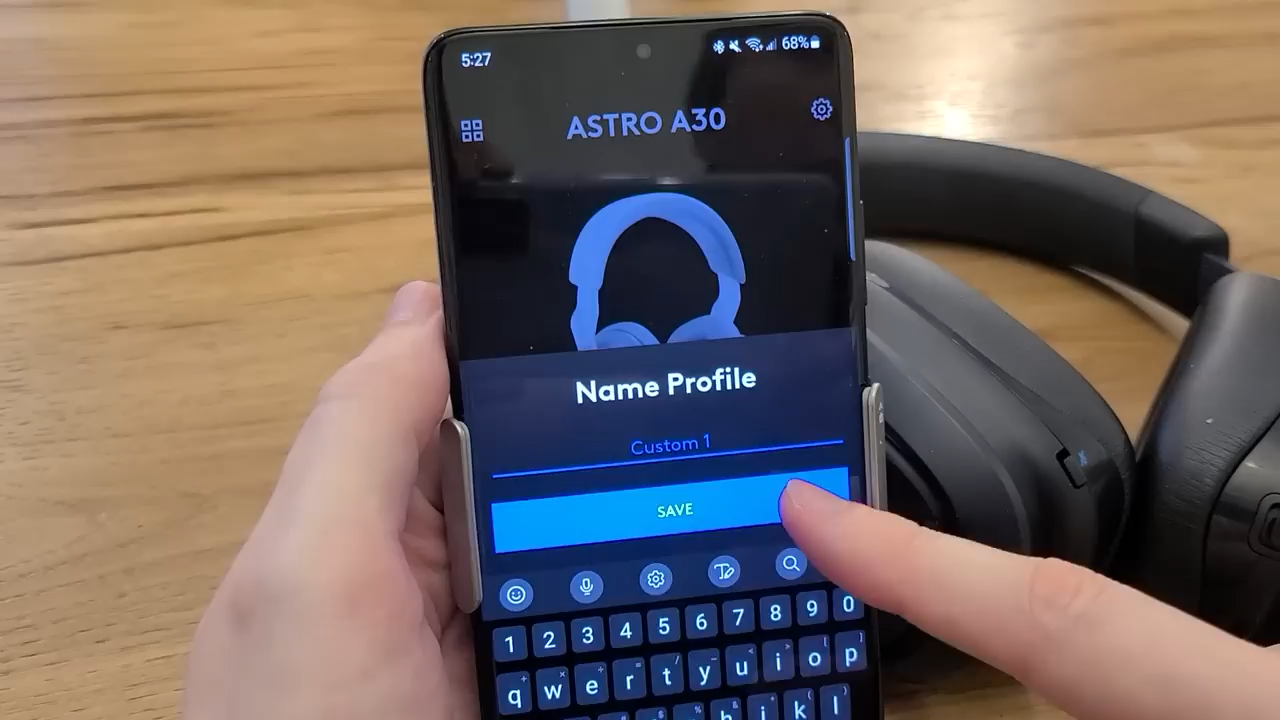 5:27
68%
ASTRO A30
Name Profile
Custom 1
SAVE
1 2 3 4 5 6 7 8 9 0
q w e r t y u i o p
h j k l